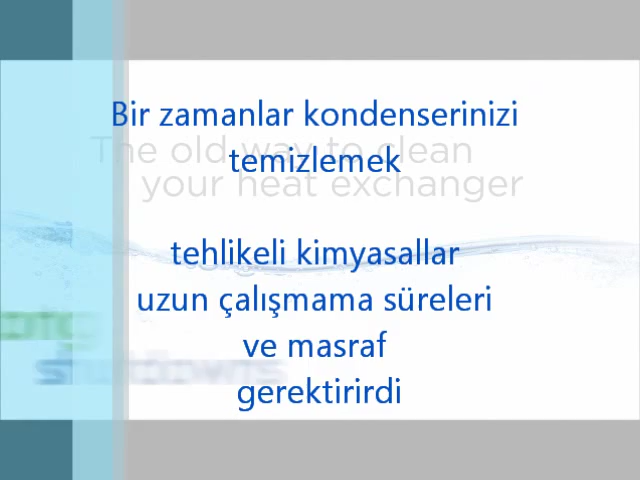 Bir zamanlar kondenserinizi
The old way to clean
temizlemek
your heat exchanger
tehlikeli kimyasallar
uzun çalışmama süreleri
ve masraf
shutdowns
gerektirirdi